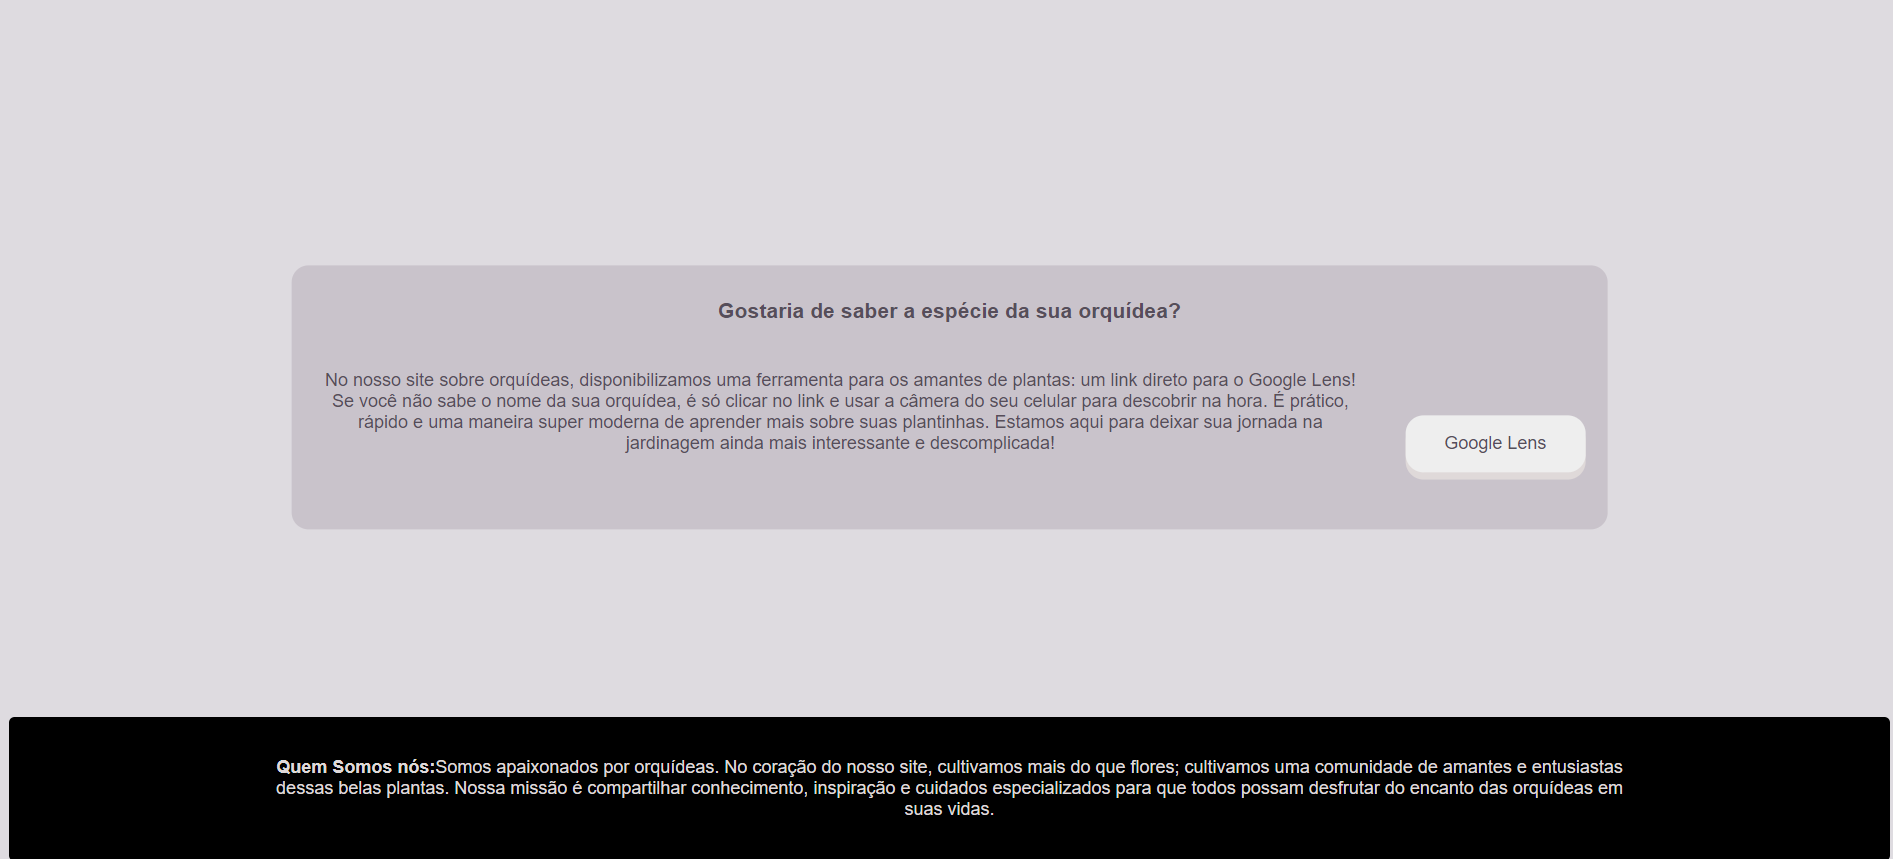 Gostaria de saber a espécie da sua orquídea?
No nosso site sobre orquídeas, disponibilizamos uma ferramenta para os amantes de plantas: um link direto para o Google Lens!
Se você não sabe o nome da sua orquídea, é só clicar no link e usar a câmera do seu celular para descobrir na hora. É prático,
rápido e uma maneira super moderna de aprender mais sobre suas plantinhas. Estamos aqui para deixar sua jornada na
jardinagem ainda mais interessante e descomplicada!
Google Lens
Quem Somos nós:Somos apaixonados por orquídeas. No coração do nosso site, cultivamos mais do que flores; cultivamos uma comunidade de amantes e entusiastas
dessas belas plantas. Nossa missão é compartilhar conhecimento, inspiração e cuidados especializados para que todos possam desfrutar do encanto das orquídeas em
suas vidas.